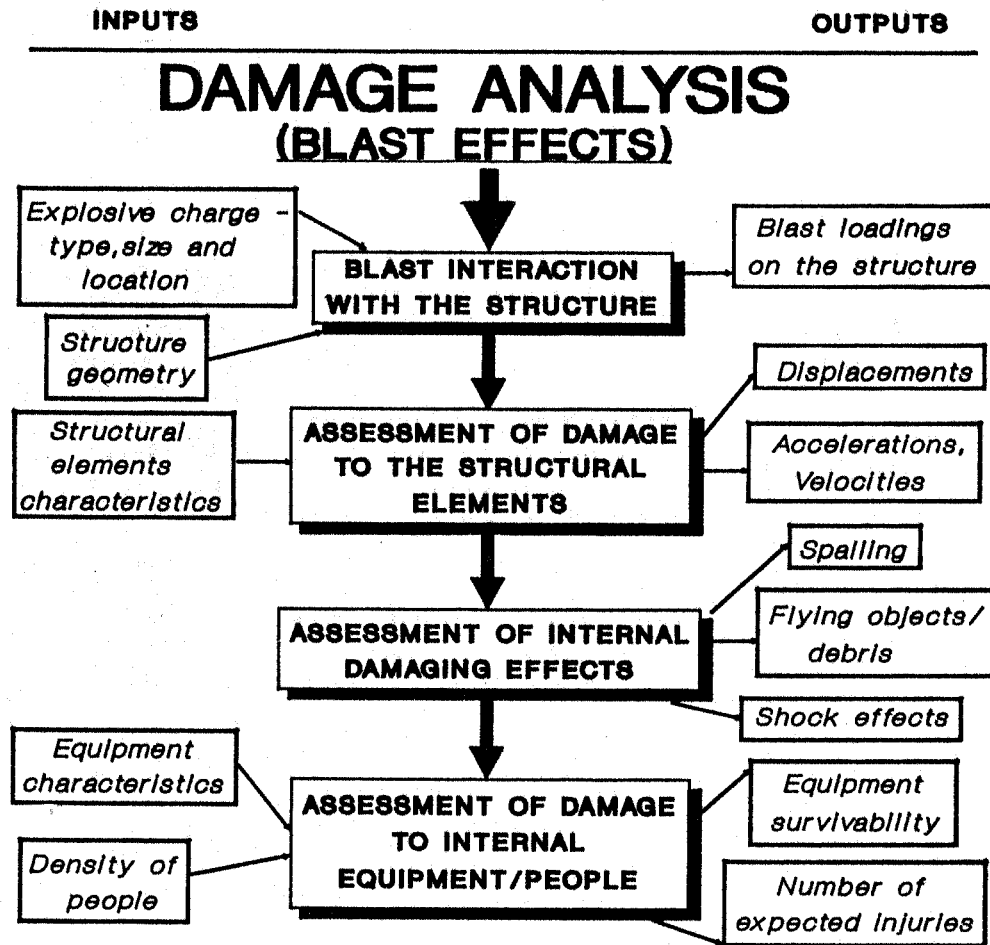 INPUTS
OUTPUTS
DAMAGE ANALYSIS
(BLAST EFFECTS)
Explosive charge -
type, size and
location
BLAST INTERACTION
WITH THE STRUCTURE
Blast loadings
on the structure
Structure
geometry
Displacements
Structural
elements
characteristics
ASSESSMENT OF DAMAGE
TO THE STRUCTURAL
ELEMENTS
Accelerations,
Velocities
Spalling
ASSESSMENT OF INTERNAL
DAMAGING EFFECTS
Flying objects/
debris
Shock effects
Equipment
characteristics
ASSESSMENT OF DAMAGE
TO INTERNAL
EQUIPMENT/PEOPLE
Equipment
survivability
Density of
people
Number of
expected injuries